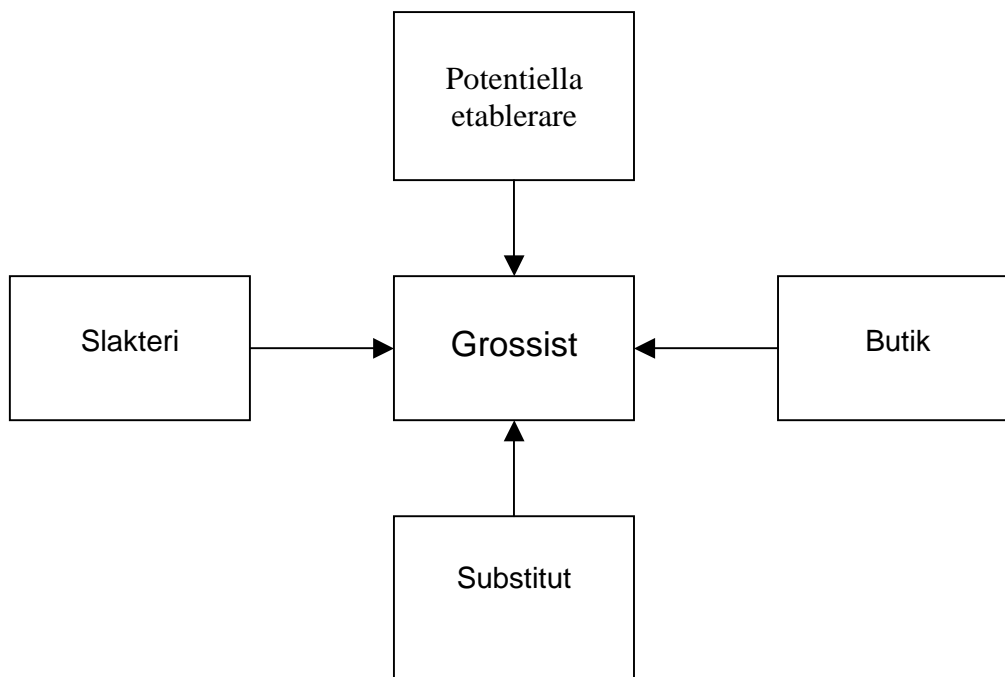 Potentiella
etablerare
Slakteri
Grossist
Butik
Substitut